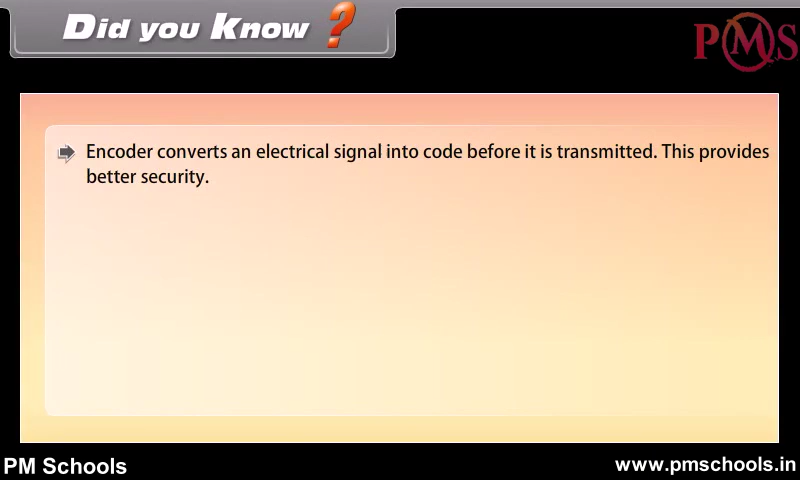 Did you Know ?
PMS
Encoder converts an electrical signal into code before it is transmitted. This provides
better security.
PM Schools
www.pmschools.in